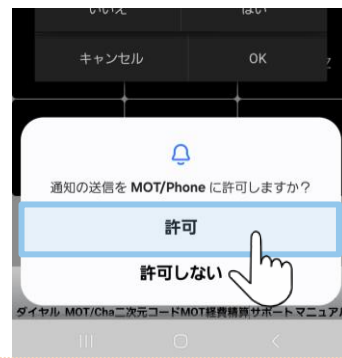 いいえ はい
キャンセル OK
通知の送信を MOT/Phone に許可しますか？
許可
許可しない
ダイヤル MOT/Cha二次元コードMOT経費精算サポートマニュアル